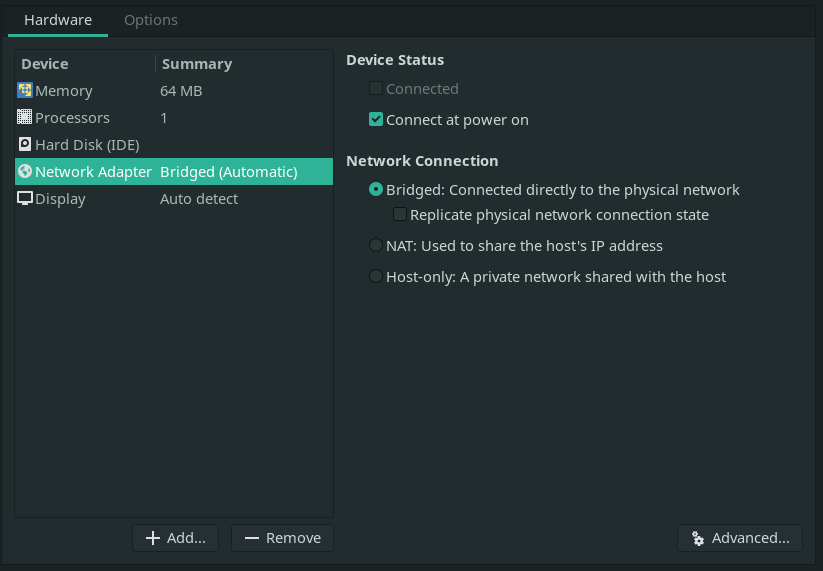 Hardware Options
Device Summary
Memory 64 MB
Processors 1
Hard Disk (IDE)
Network Adapter Bridged (Automatic)
Display Auto detect
Add...
Remove
Device Status
Connected
Connect at power on
Network Connection
Bridged: Connected directly to the physical network
Replicate physical network connection state
NAT: Used to share the host's IP address
Host-only: A private network shared with the host
Advanced...